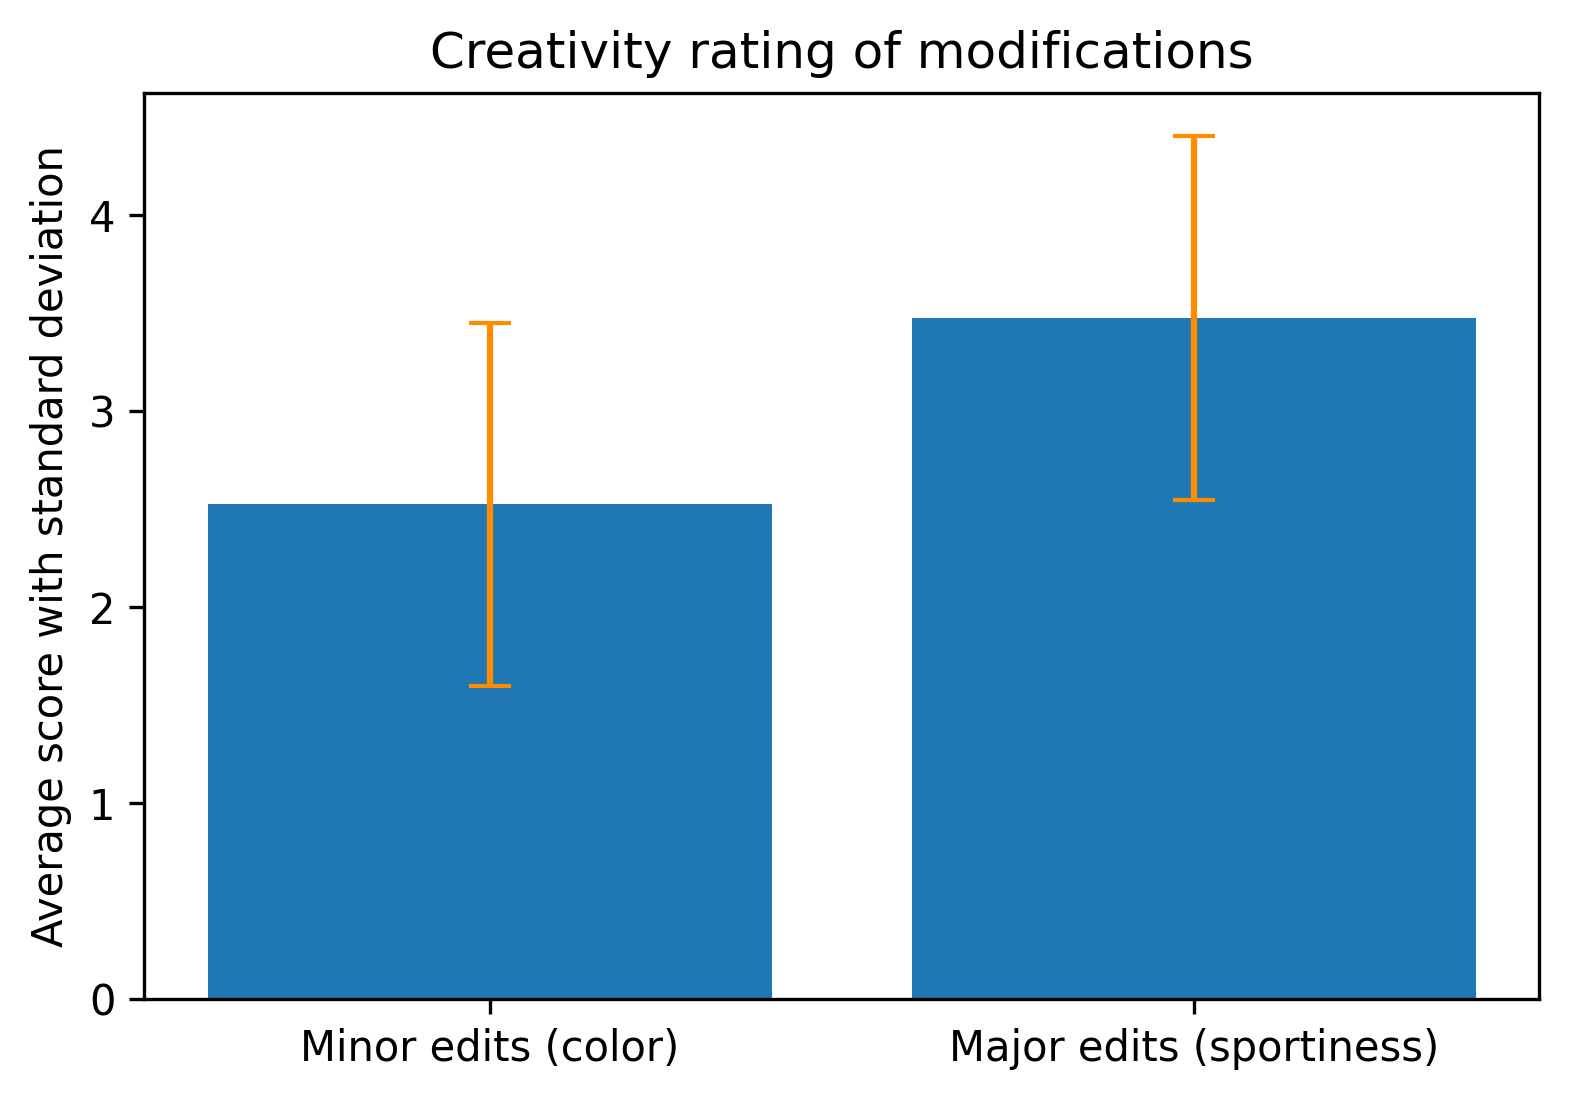 Creativity rating of modifications
Average score with standard deviation
4
3
2
1
0
Minor edits (color)
Major edits (sportiness)